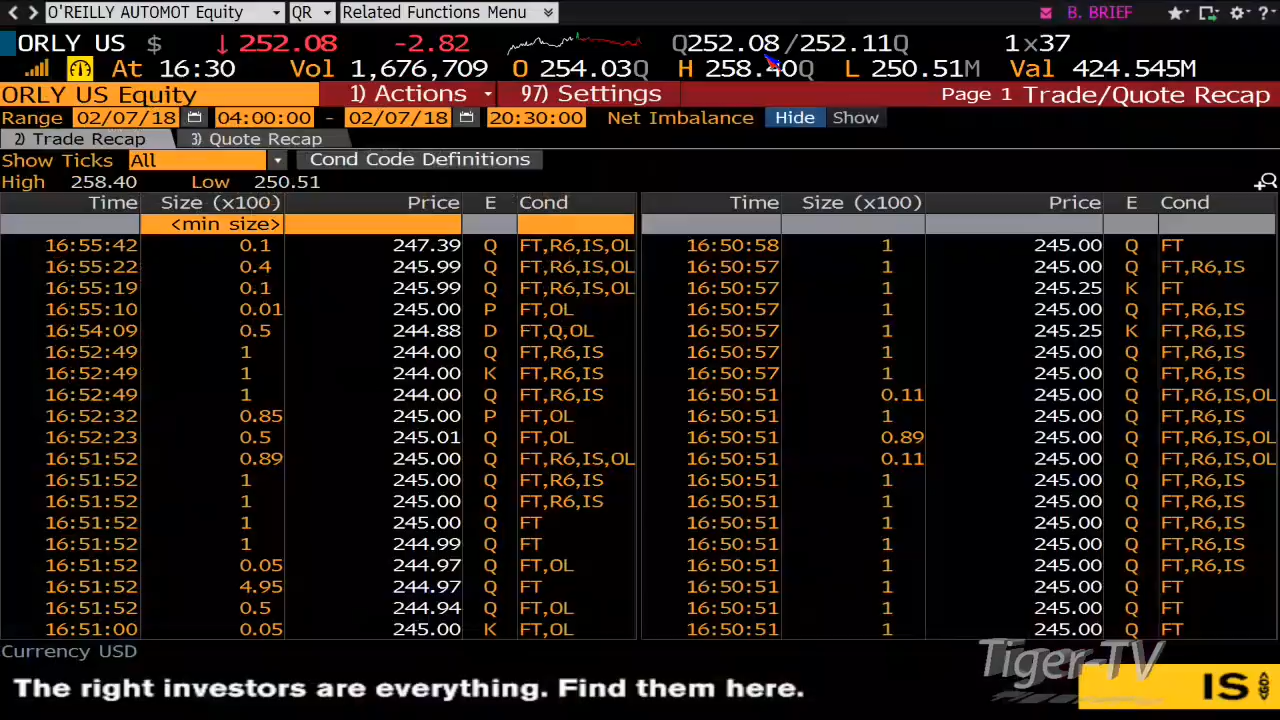 O'REILLY AUTOMOT Equity QR Related Functions Menu B. BRIEF
ORLY US $ ↓252.08 -2.82 Q252.08/252.11Q 1x37
At 16:30 Vol 1,676,709 O 254.03Q H 258.40Q L 250.51M Val 424.545M
ORLY US Equity 1) Actions 97) Settings Page 1 Trade/Quote Recap
Range 02/07/18 04:00:00 - 02/07/18 20:30:00 Net Imbalance Hide Show
2) Trade Recap 3) Quote Recap
Show Ticks All Cond Code Definitions
High 258.40 Low 250.51
Time Size (x100) Price E Cond Time Size (x100) Price E Cond
<min size>
16:55:42 0.1 247.39 Q FT,R6,IS,OL 16:50:58 1 245.00 Q FT
16:55:22 0.4 245.99 Q FT,R6,IS,OL 16:50:57 1 245.00 Q FT,R6,IS
16:55:19 0.1 245.99 Q FT,R6,IS,OL 16:50:57 1 245.25 K FT
16:55:10 0.01 245.00 P FT,OL 16:50:57 1 245.00 Q FT,R6,IS
16:54:09 0.5 244.88 D FT,Q,OL 16:50:57 1 245.25 K FT,R6,IS
16:52:49 1 244.00 Q FT,R6,IS 16:50:57 1 245.00 Q FT,R6,IS
16:52:49 1 244.00 K FT,R6,IS 16:50:57 1 245.00 Q FT,R6,IS
16:52:49 1 244.00 Q FT,R6,IS 16:50:51 0.11 245.00 Q FT,R6,IS,OL
16:52:32 0.85 245.00 P FT,OL 16:50:51 1 245.00 Q FT,R6,IS
16:52:23 0.5 245.01 Q FT,OL 16:50:51 0.89 245.00 Q FT,R6,IS,OL
16:51:52 0.89 245.00 Q FT,R6,IS,OL 16:50:51 0.11 245.00 Q FT,R6,IS,OL
16:51:52 1 245.00 Q FT,R6,IS 16:50:51 1 245.00 Q FT,R6,IS
16:51:52 1 245.00 Q FT,R6,IS 16:50:51 1 245.00 Q FT,R6,IS
16:51:52 1 245.00 Q FT 16:50:51 1 245.00 Q FT,R6,IS
16:51:52 1 244.99 Q FT 16:50:51 1 245.00 Q FT,R6,IS
16:51:52 0.05 244.97 Q FT,OL 16:50:51 1 245.00 Q FT,R6,IS
16:51:52 4.95 244.97 Q FT 16:50:51 1 245.00 Q FT
16:51:52 0.5 244.94 Q FT,OL 16:50:51 1 245.00 Q FT
16:51:00 0.05 245.00 K FT,OL 16:50:51 1 245.00 Q FT
Currency USD
Tiger-TV
The right investors are everything. Find them here.
IS